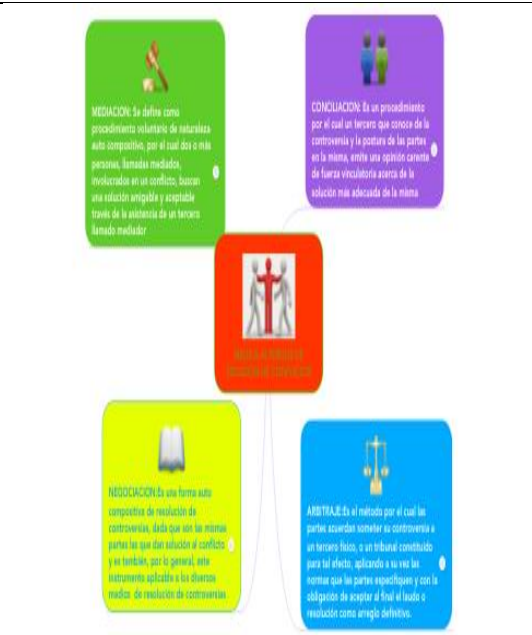 MEDIACION: Se define como
procedimiento voluntario de naturaleza
auto compositivo, por el cual dos o más
personas, llamadas mediados,
involucrados en un conflicto, buscan
una solución amigable y aceptable
través de la asistencia de un tercero
llamado mediador
CONCILIACION: Es un procedimiento
por el cual un tercero que conoce de la
controversia y la postura de las partes
en la misma, emite una opinión carente
de fuerza vinculatoria acerca de la
solución más adecuada de la misma
SOLUCIÓN DE CONFLICTOS
NEGOCIACION:Es una forma auto
compositiva de resolución de
controversias, dada que son las mismas
partes las que dan solución al conflicto
y es también, por lo general, este
instrumento aplicable a los diversos
medios de resolución de controversias.
ARBITRAJE:Es el método por el cual las
partes acuerdan someter su controversia a
un tercero físico, o un tribunal constituido
para tal efecto, aplicando a su vez las
normas que las partes especifiquen y con la
obligación de aceptar al final el laudo o
resolución como arreglo definitivo.